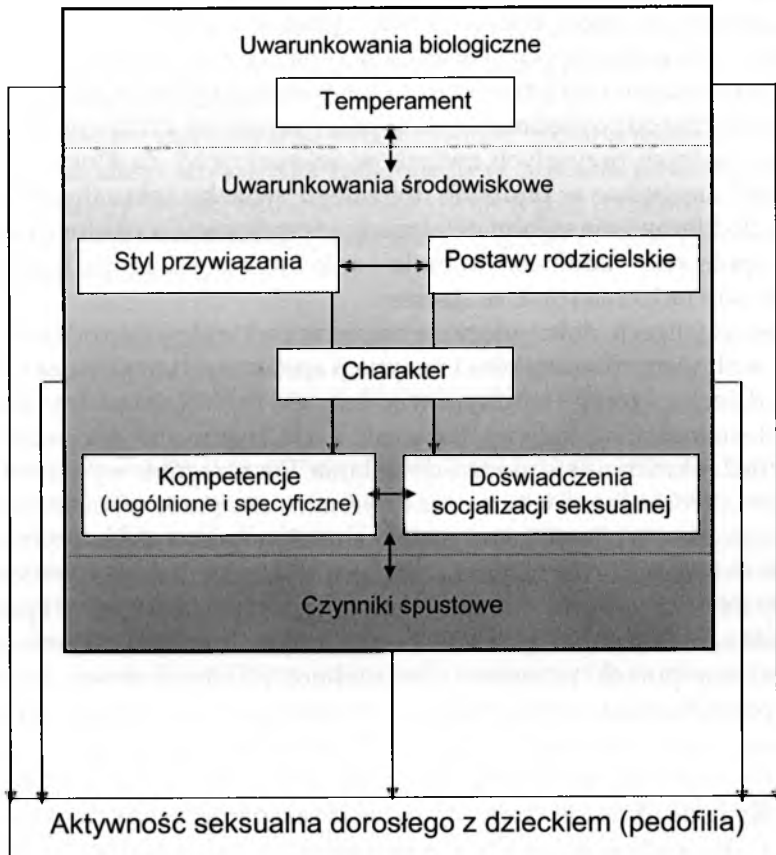 Uwarunkowania biologiczne
Temperament
Uwarunkowania środowiskowe
Styl przywiązania
Postawy rodzicielskie
Charakter
Kompetencje
(uogólnione i specyficzne)
Doświadczenia
socjalizacji seksualnej
Czynniki spustowe
Aktywność seksualna dorosłego z dzieckiem (pedofilia)